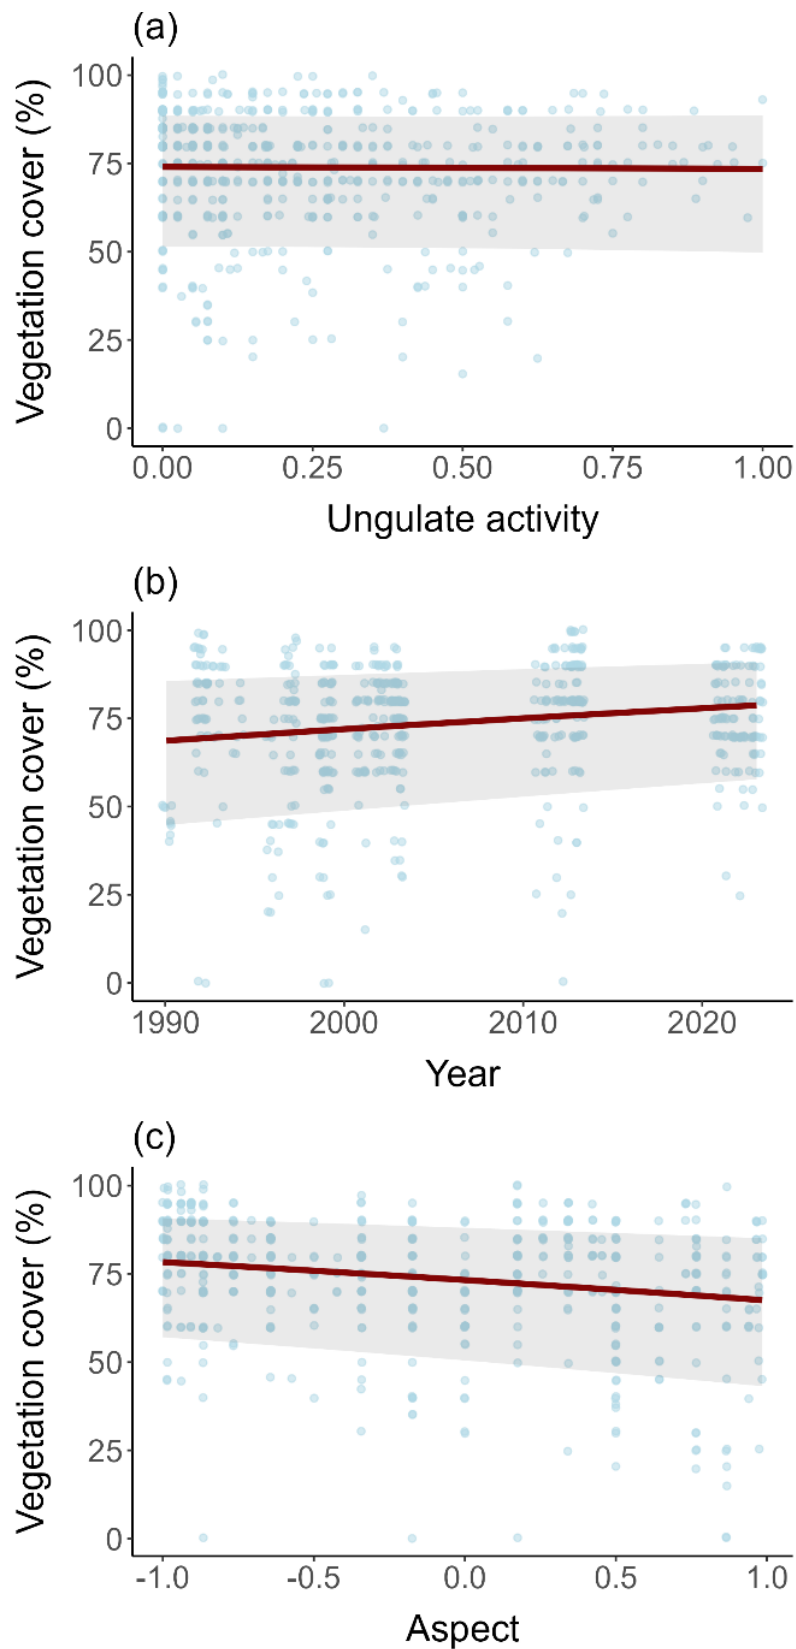 (a)
Vegetation cover (%)
100
75
50
25
0
0.00 0.25 0.50 0.75 1.00
Ungulate activity
(b)
Vegetation cover (%)
100
75
50
25
0
1990 2000 2010 2020
Year
(c)
Vegetation cover (%)
100
75
50
25
0
-1.0 -0.5 0.0 0.5 1.0
Aspect